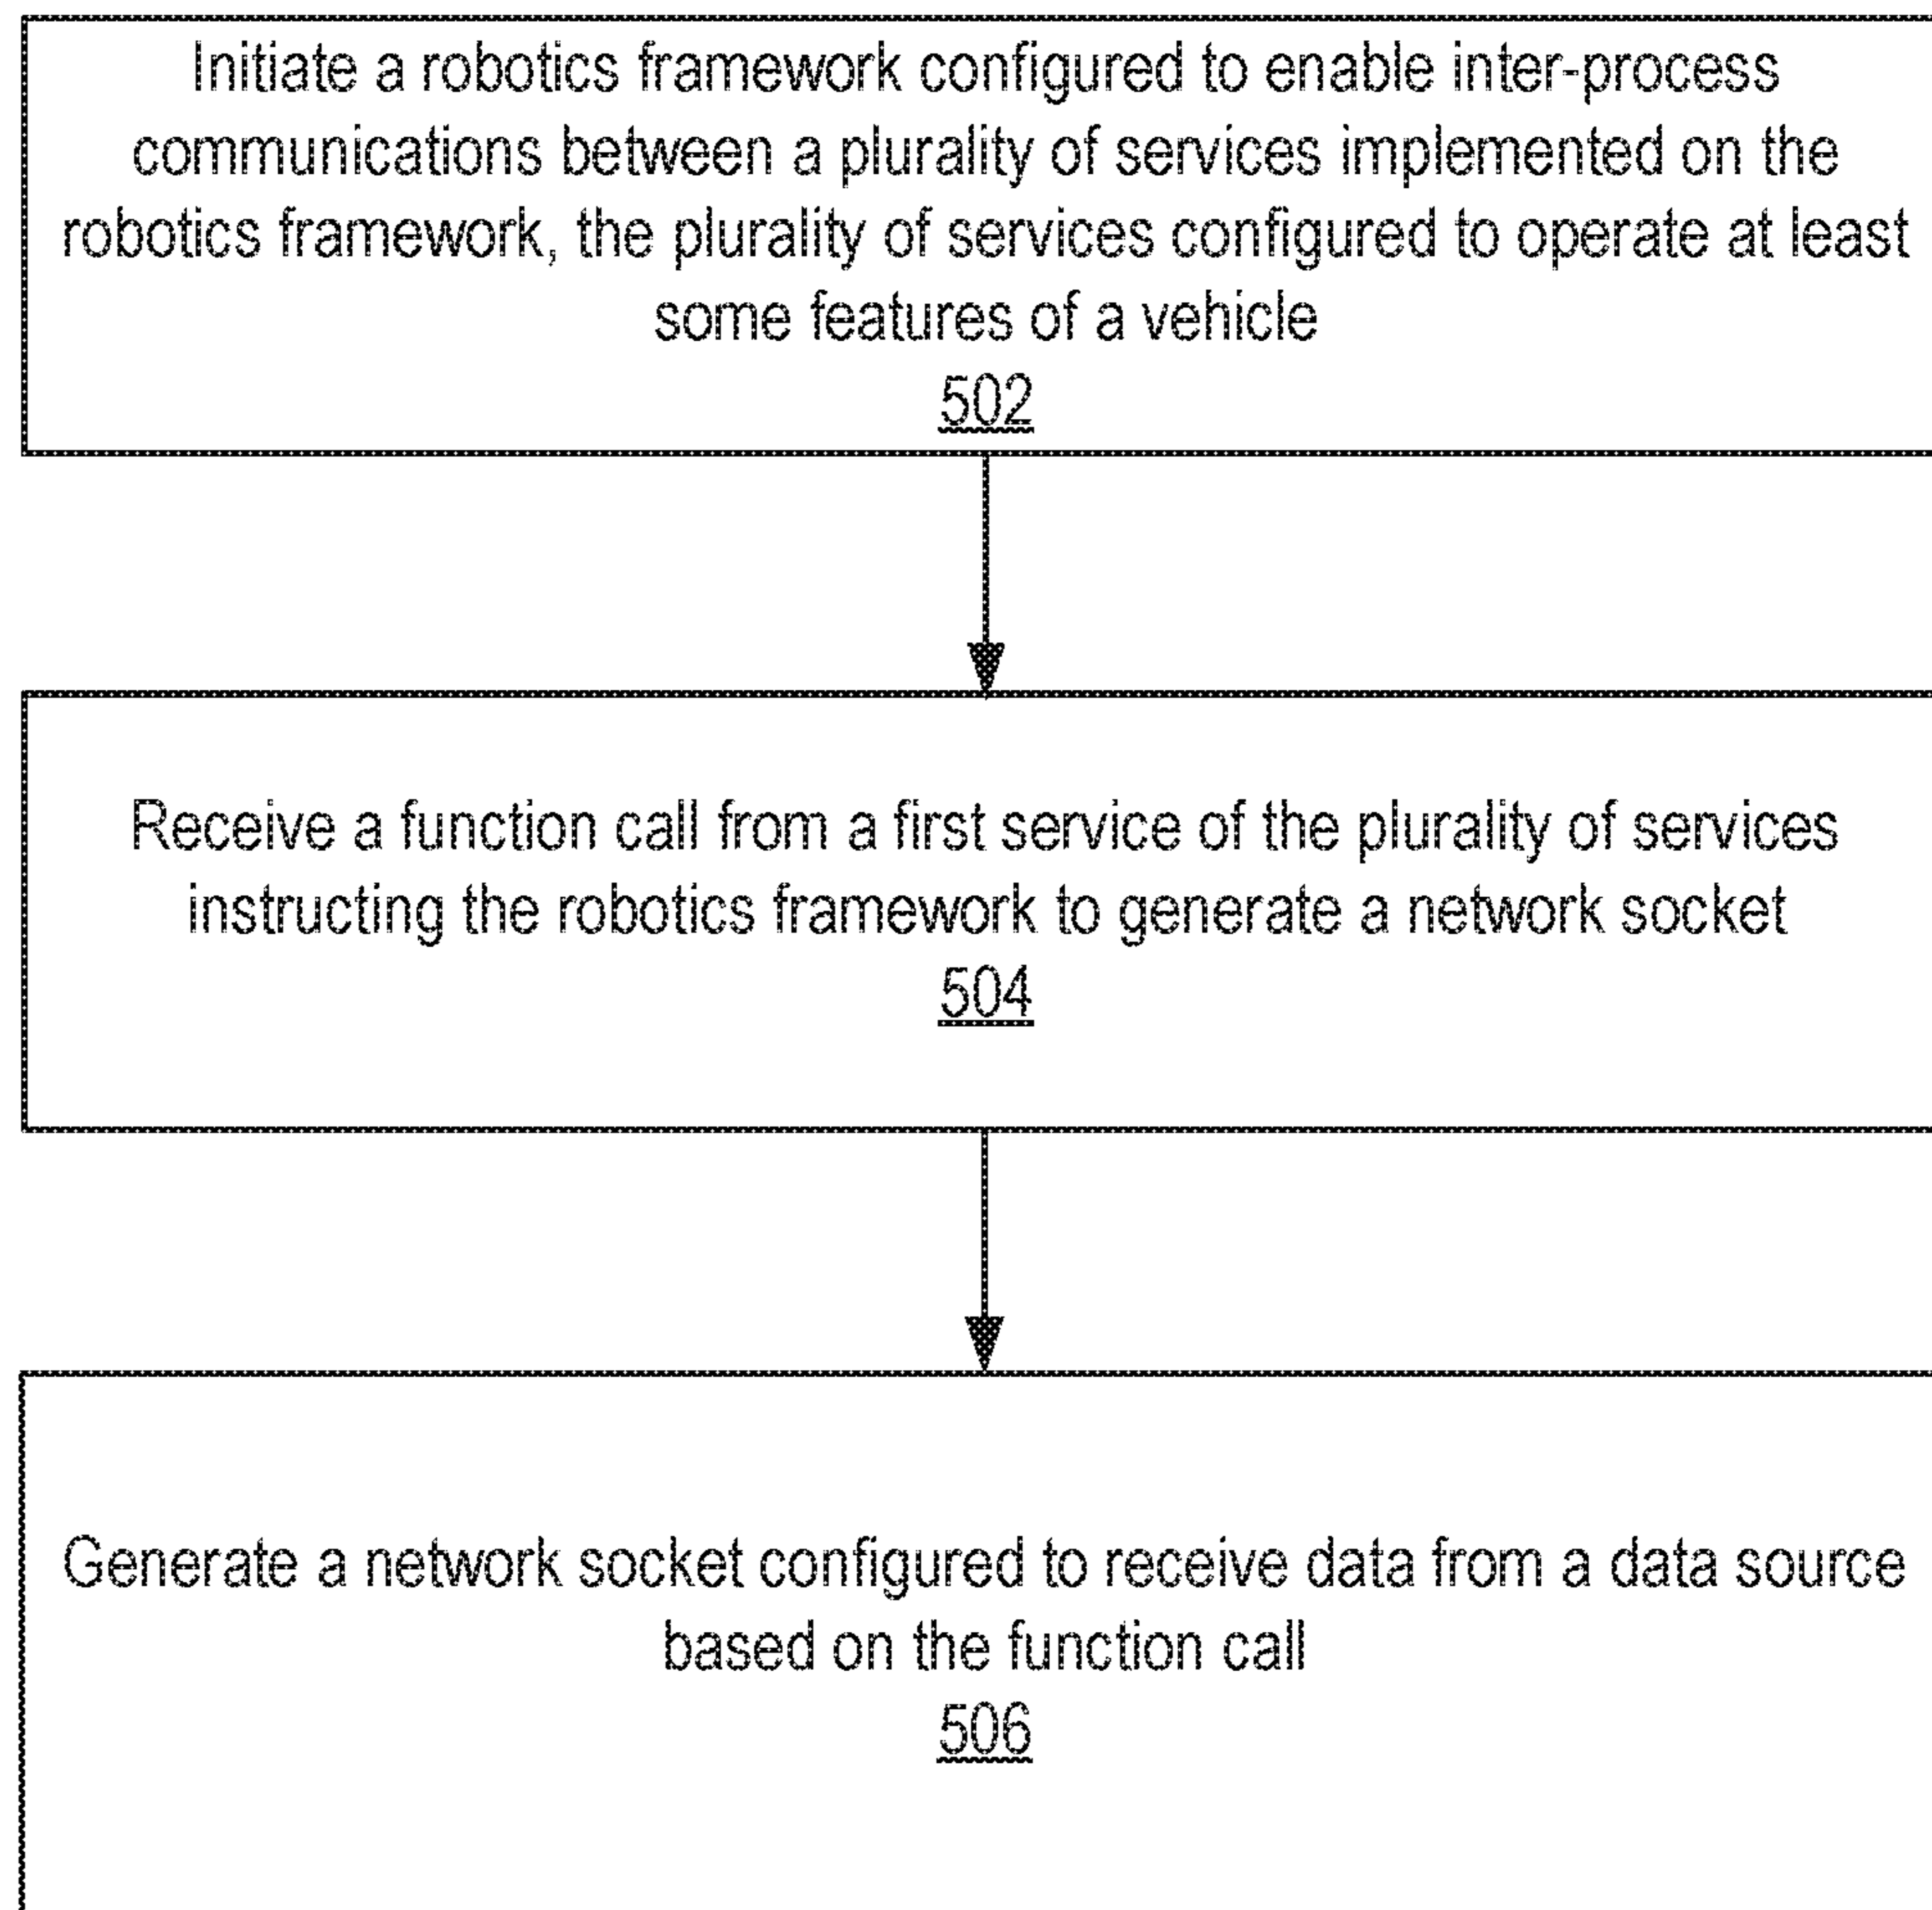 Initiate a robotics framework configured to enable inter-process
communications between a plurality of services implemented on the
robotics framework, the plurality of services configured to operate at least
some features of a vehicle
502
Receive a function call from a first service of the plurality of services
instructing the robotics framework to generate a network socket
504
Generate a network socket configured to receive data from a data source
based on the function call
506